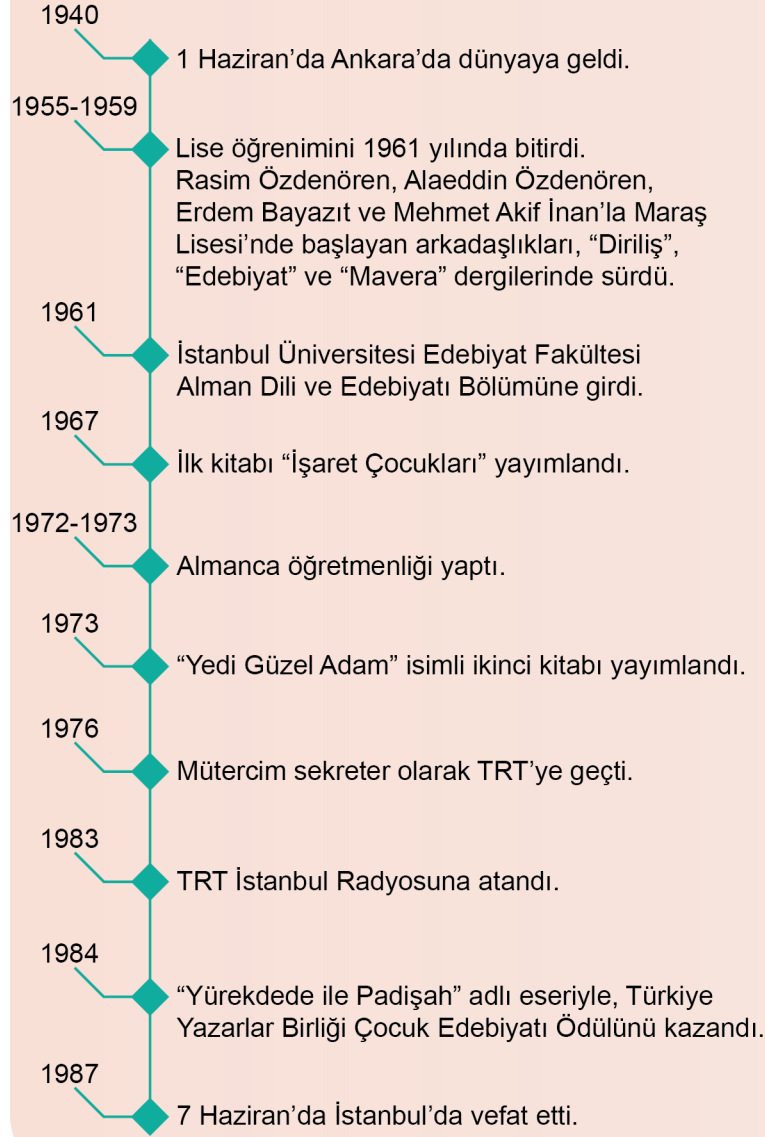 1940
1 Haziran’da Ankara’da dünyaya geldi.
1955-1959
Lise öğrenimini 1961 yılında bitirdi.
Rasim Özdenören, Alaeddin Özdenören,
Erdem Bayazıt ve Mehmet Akif İnan’la Maraş
Lisesi’nde başlayan arkadaşlıkları, “Diriliş”,
“Edebiyat” ve “Mavera” dergilerinde sürdü.
1961
İstanbul Üniversitesi Edebiyat Fakültesi
Alman Dili ve Edebiyatı Bölümüne girdi.
1967
İlk kitabı “İşaret Çocukları” yayımlandı.
1972-1973
Almanca öğretmenliği yaptı.
1973
“Yedi Güzel Adam” isimli ikinci kitabı yayımlandı.
1976
Mütercim sekreter olarak TRT’ye geçti.
1983
TRT İstanbul Radyosuna atandı.
1984
“Yürekdede ile Padişah” adlı eseriyle, Türkiye
Yazarlar Birliği Çocuk Edebiyatı Ödülünü kazandı.
1987
7 Haziran’da İstanbul’da vefat etti.